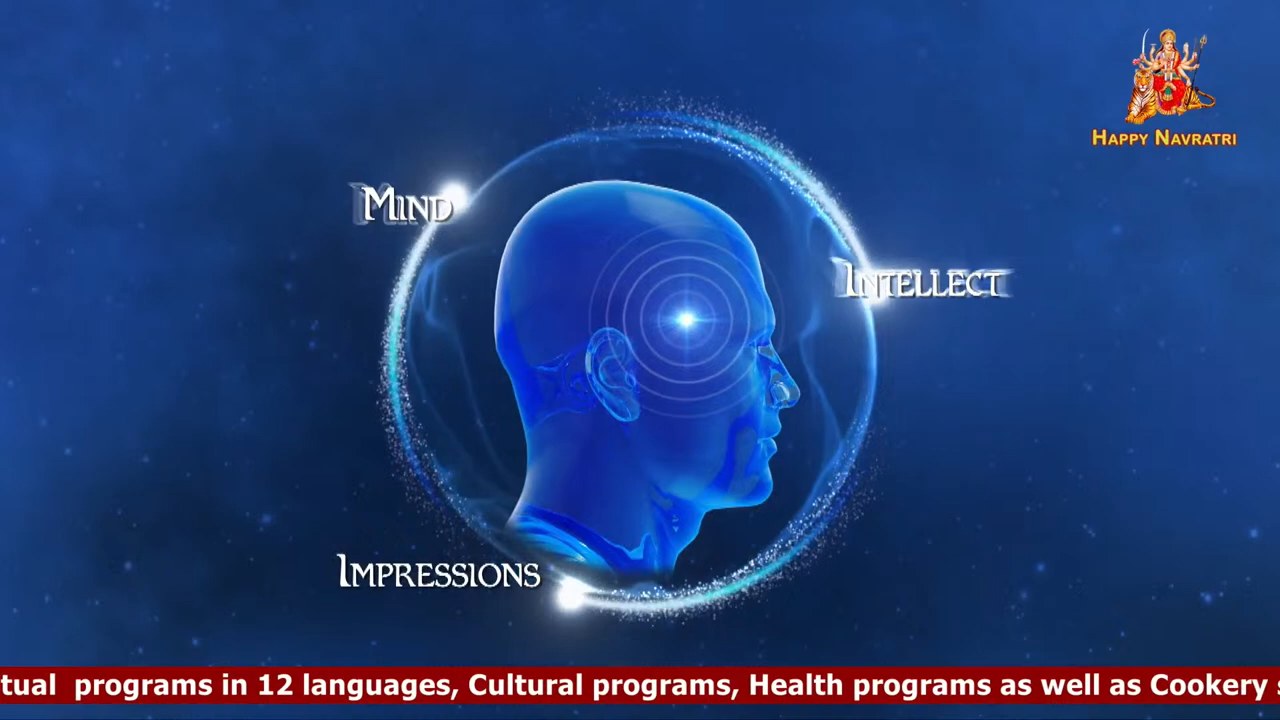 HAPPY NAVRATRI
MIND
INTELLECT
IMPRESSIONS
tual programs in 12 languages, Cultural programs, Health programs as well as Cookery